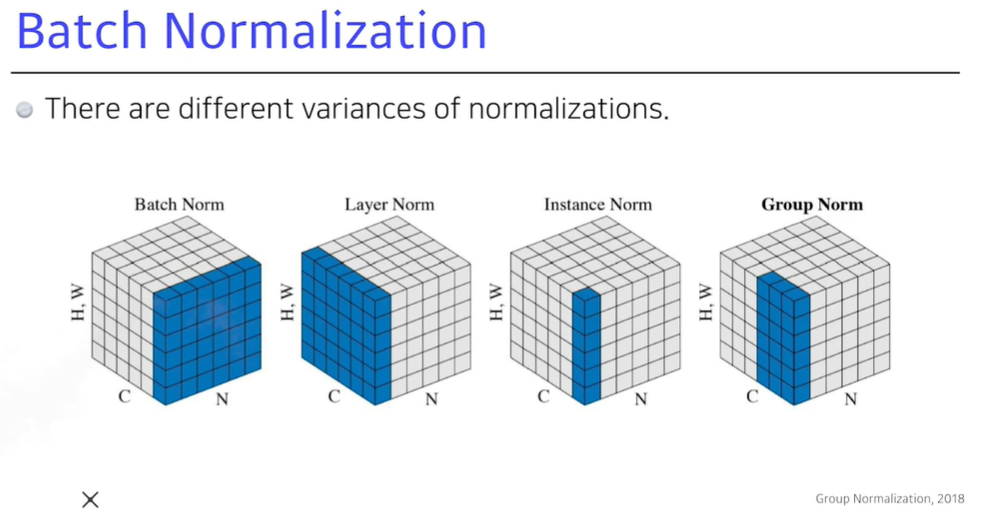 Batch Normalization
There are different variances of normalizations.
Batch Norm
Layer Norm
Instance Norm
Group Norm
H, W
C
N
H, W
C
N
H, W
C
N
H, W
C
N
Group Normalization, 2018